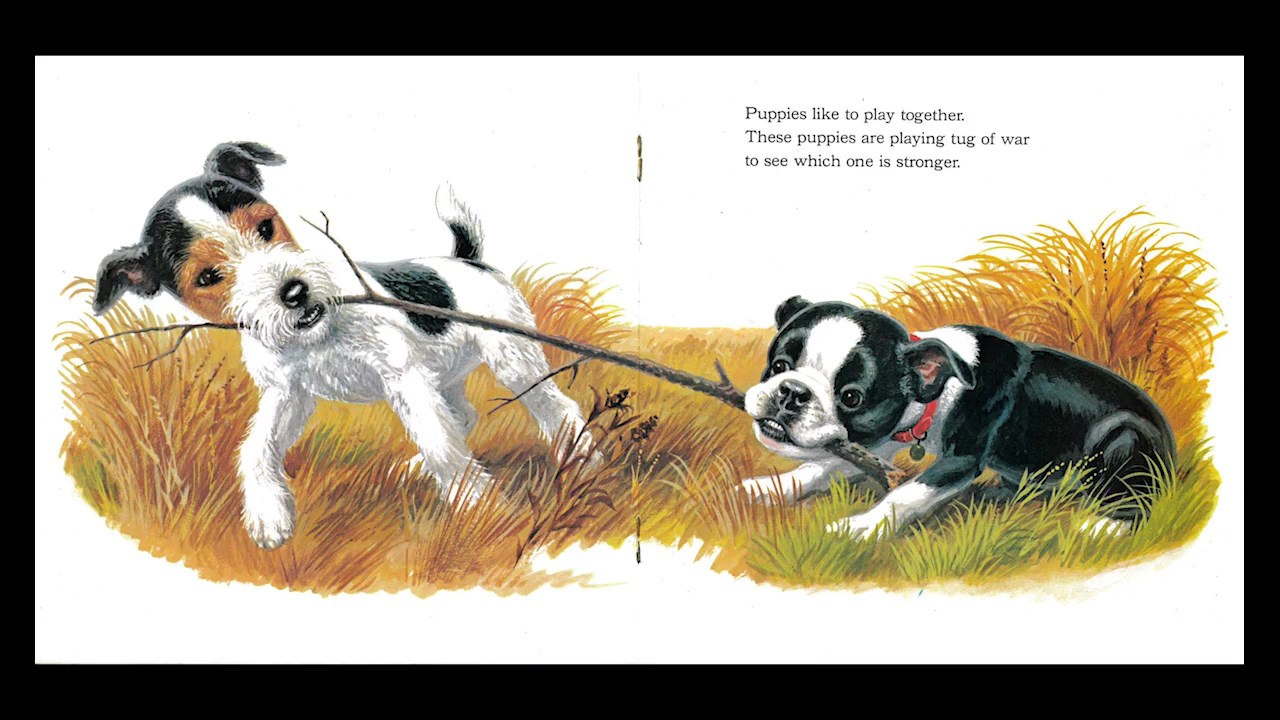 Puppies like to play together.
These puppies are playing tug of war
to see which one is stronger.